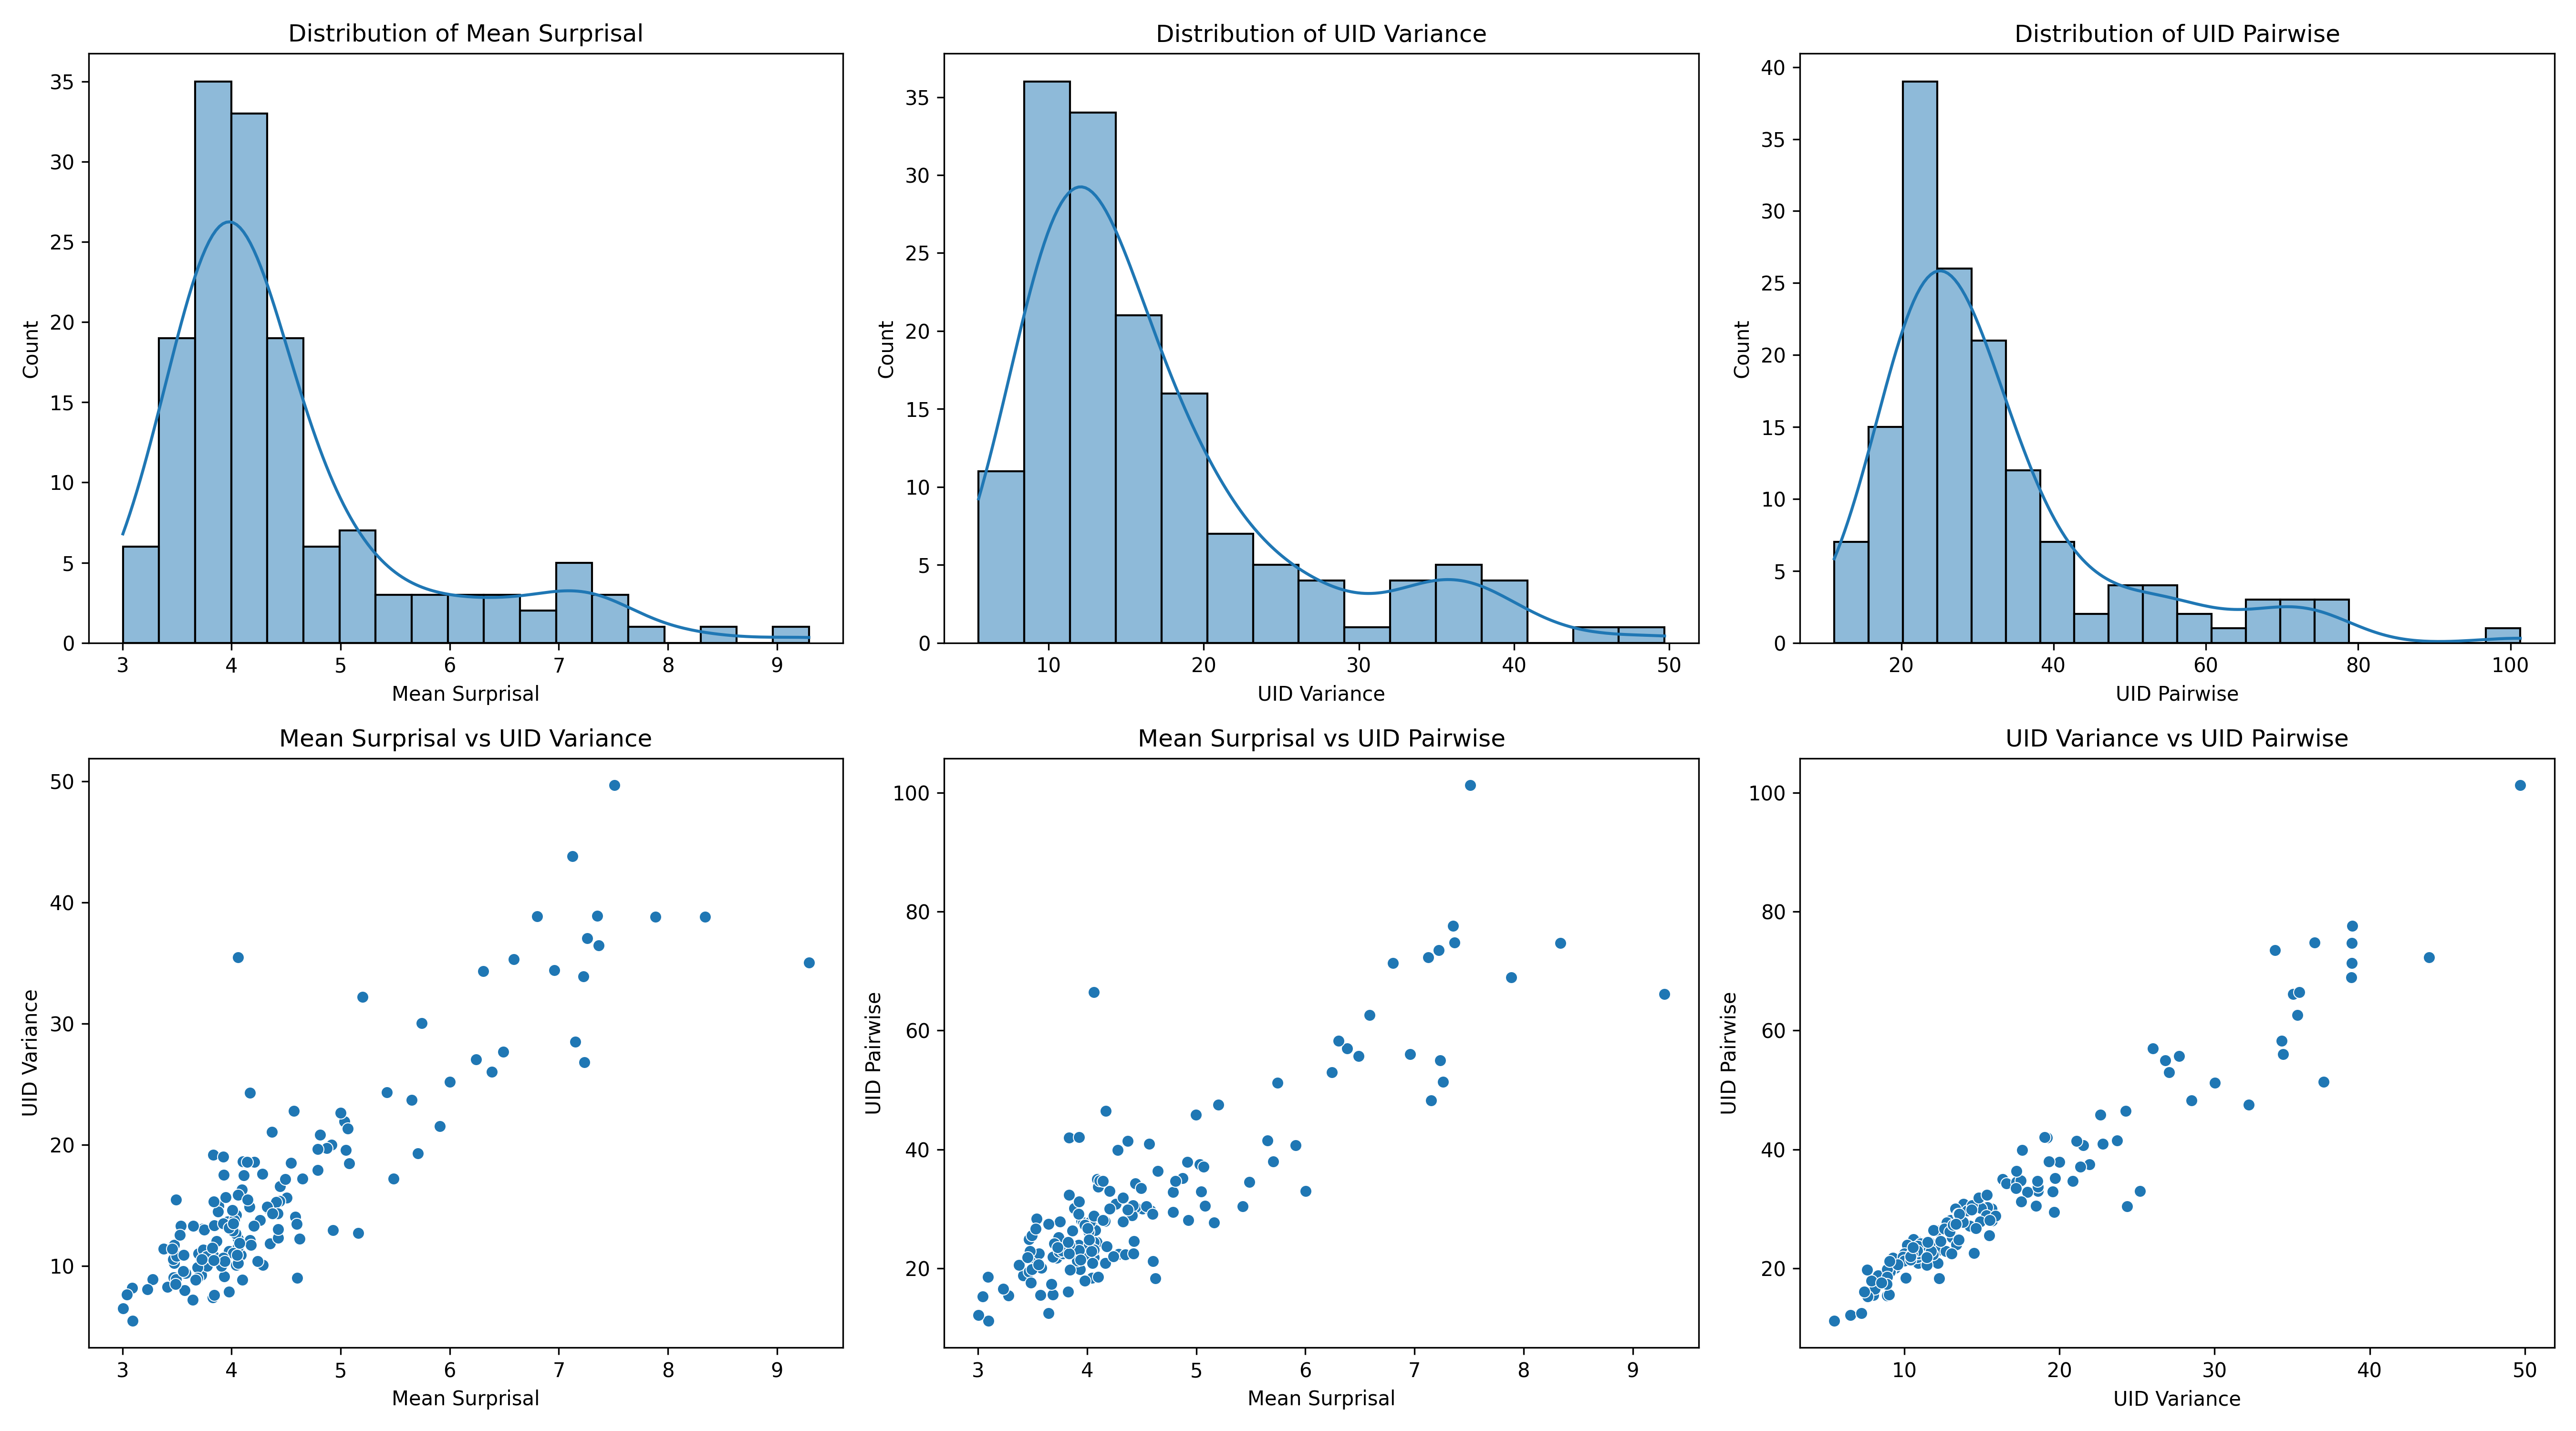 Distribution of Mean Surprisal
35
30
25
20
15
10
5
0
Count
3 4 5 6 7 8 9
Mean Surprisal
Distribution of UID Variance
35
30
25
20
15
10
5
0
Count
10 20 30 40 50
UID Variance
Distribution of UID Pairwise
40
35
30
25
20
15
10
5
0
Count
20 40 60 80 100
UID Pairwise
Mean Surprisal vs UID Variance
50
40
30
20
10
UID Variance
3 4 5 6 7 8 9
Mean Surprisal
Mean Surprisal vs UID Pairwise
100
80
60
40
20
UID Pairwise
3 4 5 6 7 8 9
Mean Surprisal
UID Variance vs UID Pairwise
100
80
60
40
20
UID Pairwise
10 20 30 40 50
UID Variance